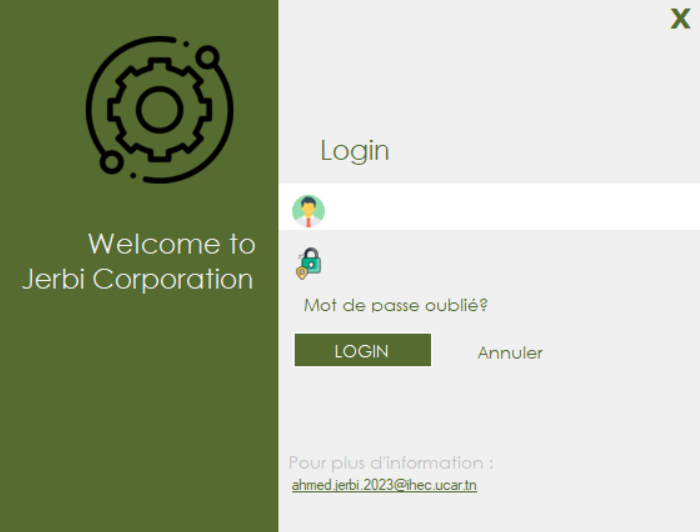 X
Login
Welcome to
Jerbi Corporation
Mot de passe oublié?
LOGIN
Annuler
Pour plus d'information :
ahmed.jerbi.2023@ihec.ucar.tn